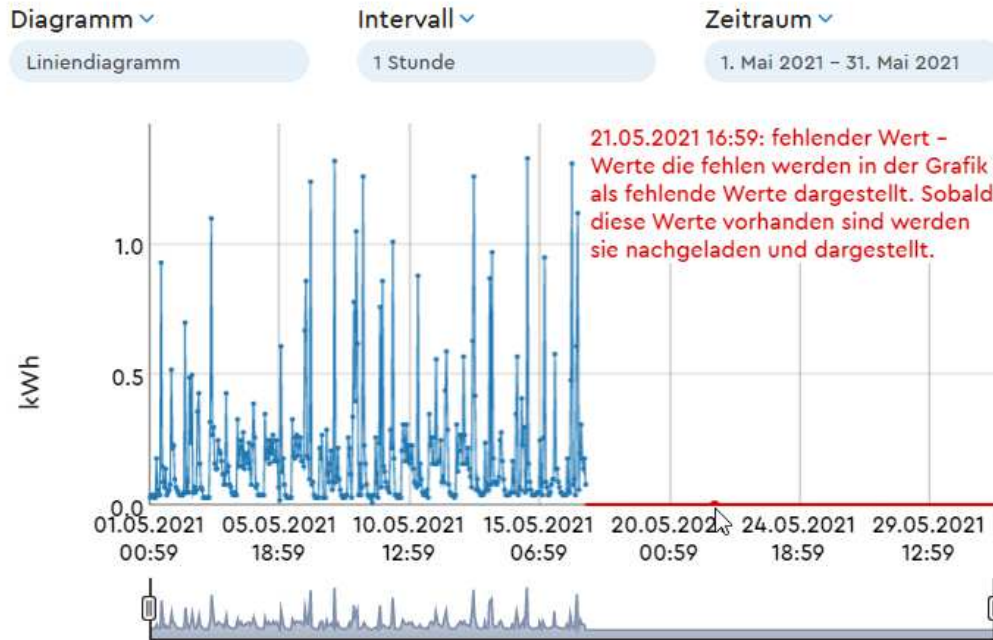 Diagramm Intervall Zeitraum
Liniendiagramm 1 Stunde 1. Mai 2021 – 31. Mai 2021
21.05.2021 16:59: fehlender Wert –
Werte die fehlen werden in der Grafik
als fehlende Werte dargestellt. Sobald
diese Werte vorhanden sind werden
sie nachgeladen und dargestellt.
1.0
0.5
0.0
kWh
01.05.2021 05.05.2021 10.05.2021 15.05.2021 20.05.2021 24.05.2021 29.05.2021
00:59 18:59 12:59 06:59 00:59 18:59 12:59